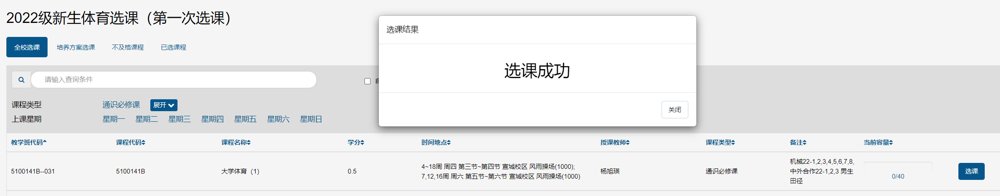 2022级新生体育选课（第一次选课）
全校选课 培养方案选课 不及格课程 已选课程
选课结果
选课成功
关闭
请输入查询条件
课程类型 通识必修课 展开
上课星期 星期一 星期二 星期三 星期四 星期五 星期六 星期日
教学班代码 课程代码 课程名称 学分 时间地点 授课教师 课程类型 备注 当前容量
5100141B--031 5100141B 大学体育（1） 0.5
4~18周 周四 第三节~第四节 宣城校区 风雨操场(1000);
7,12,16周 周六 第五节~第六节 宣城校区 风雨操场(1000)
杨旭瑛 通识必修课
机械22-1,2,3,4,5,6,7,8,
中外合作22-1,2,3 男生
田径
0/40
选课